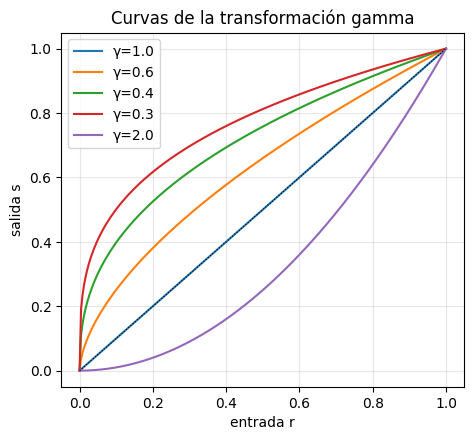 Curvas de la transformación gamma
γ=1.0
γ=0.6
γ=0.4
γ=0.3
γ=2.0
salida s
1.0
0.8
0.6
0.4
0.2
0.0
0.0 0.2 0.4 0.6 0.8 1.0
entrada r